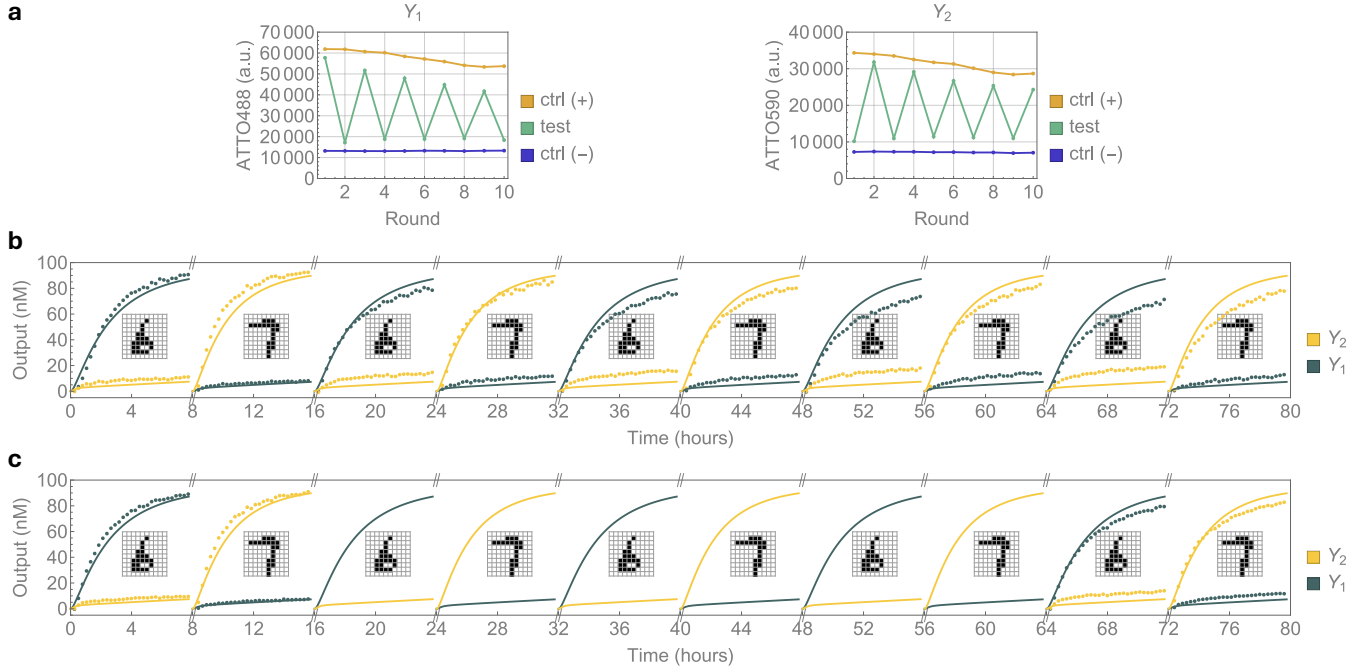 a
Y1
ATTO488 (a.u.)
70 000
60 000
50 000
40 000
30 000
20 000
10 000
0
2 4 6 8 10
Round
ctrl (+)
test
ctrl (−)
Y2
ATTO590 (a.u.)
40 000
30 000
20 000
10 000
0
2 4 6 8 10
Round
ctrl (+)
test
ctrl (−)
b
Output (nM)
100
80
60
40
20
0
0 4 8 12 16 20 24 28 32 36 40 44 48 52 56 60 64 68 72 76 80
Time (hours)
Y2
Y1
c
Output (nM)
100
80
60
40
20
0
0 4 8 12 16 20 24 28 32 36 40 44 48 52 56 60 64 68 72 76 80
Time (hours)
Y2
Y1